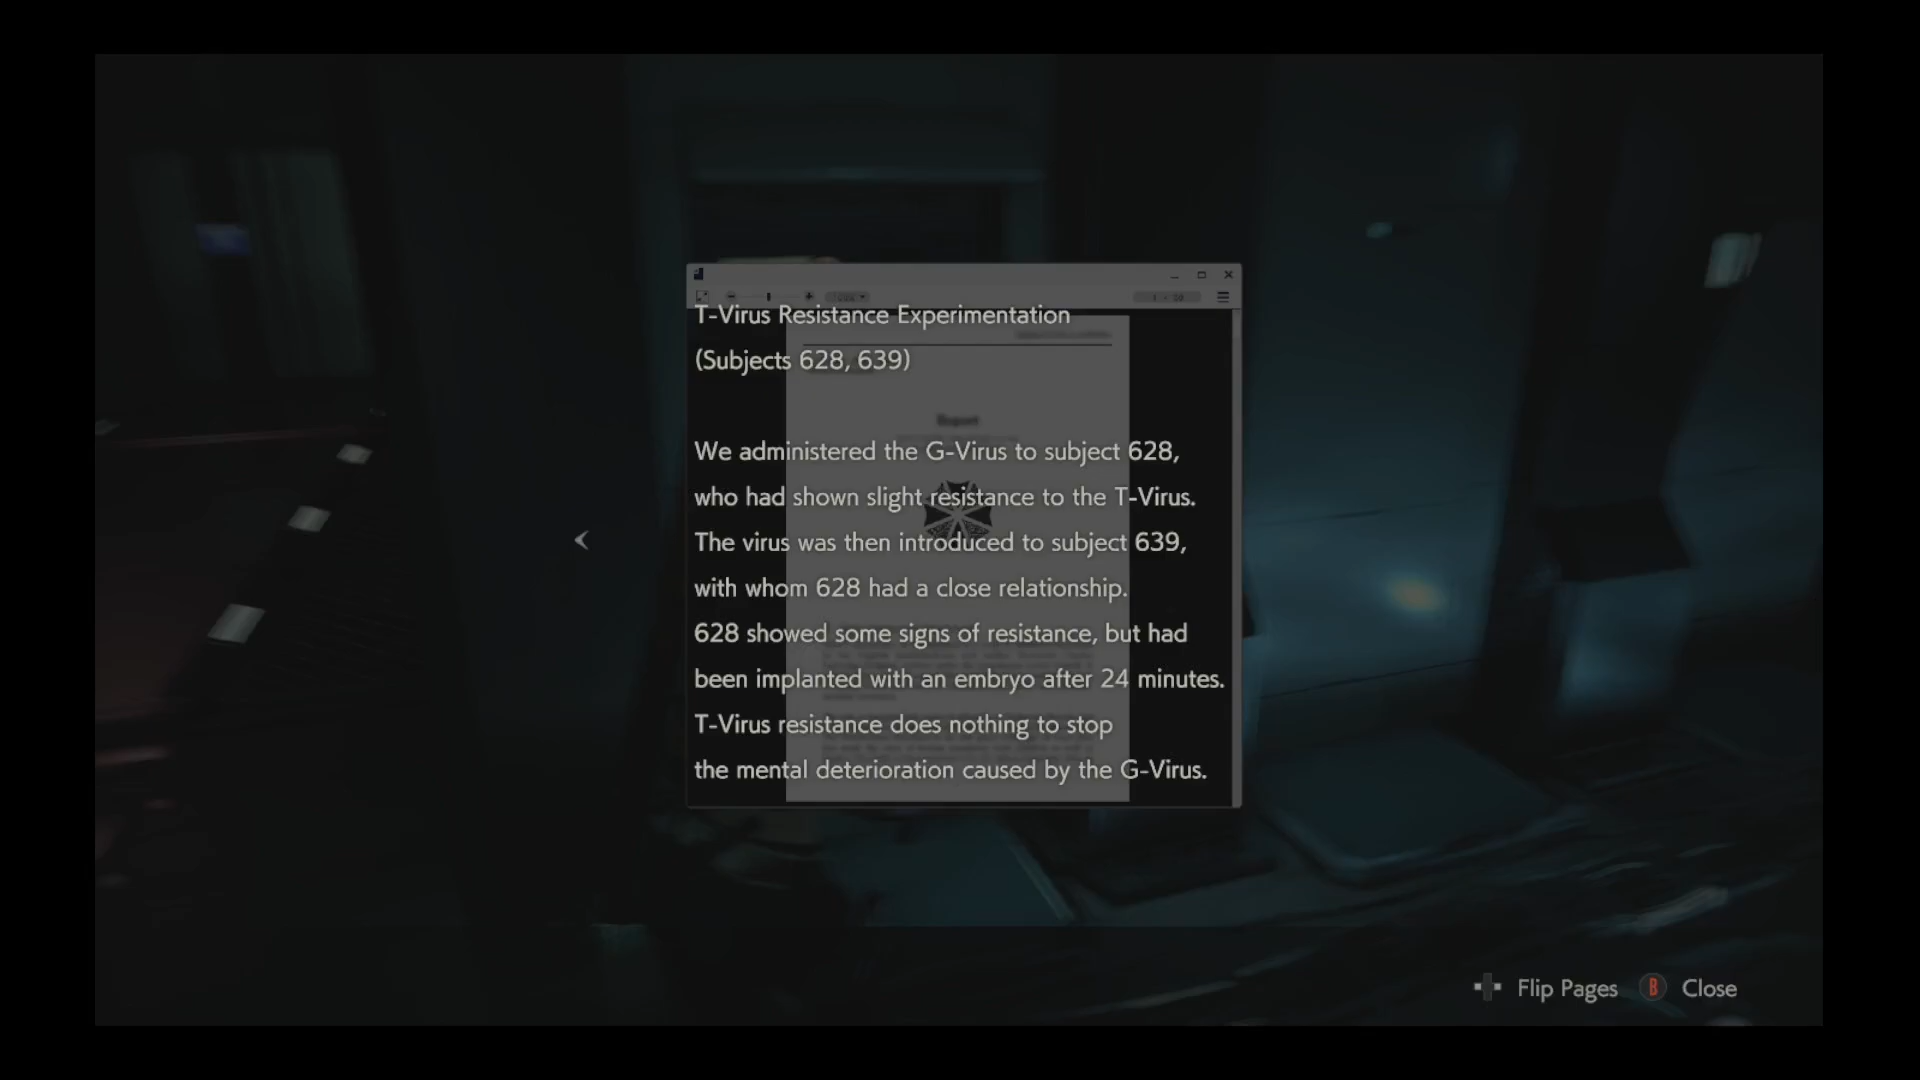 T-Virus Resistance Experimentation
(Subjects 628, 639)
Report
We administered the G-Virus to subject 628,
who had shown slight resistance to the T-Virus.
The virus was then introduced to subject 639,
with whom 628 had a close relationship.
628 showed some signs of resistance, but had
been implanted with an embryo after 24 minutes.
T-Virus resistance does nothing to stop
the mental deterioration caused by the G-Virus.
Flip Pages B Close